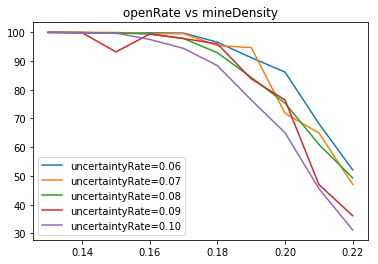 openRate vs mineDensity
100
90
80
70
60
50
40
30
uncertaintyRate=0.06
uncertaintyRate=0.07
uncertaintyRate=0.08
uncertaintyRate=0.09
uncertaintyRate=0.10
0.14 0.16 0.18 0.20 0.22